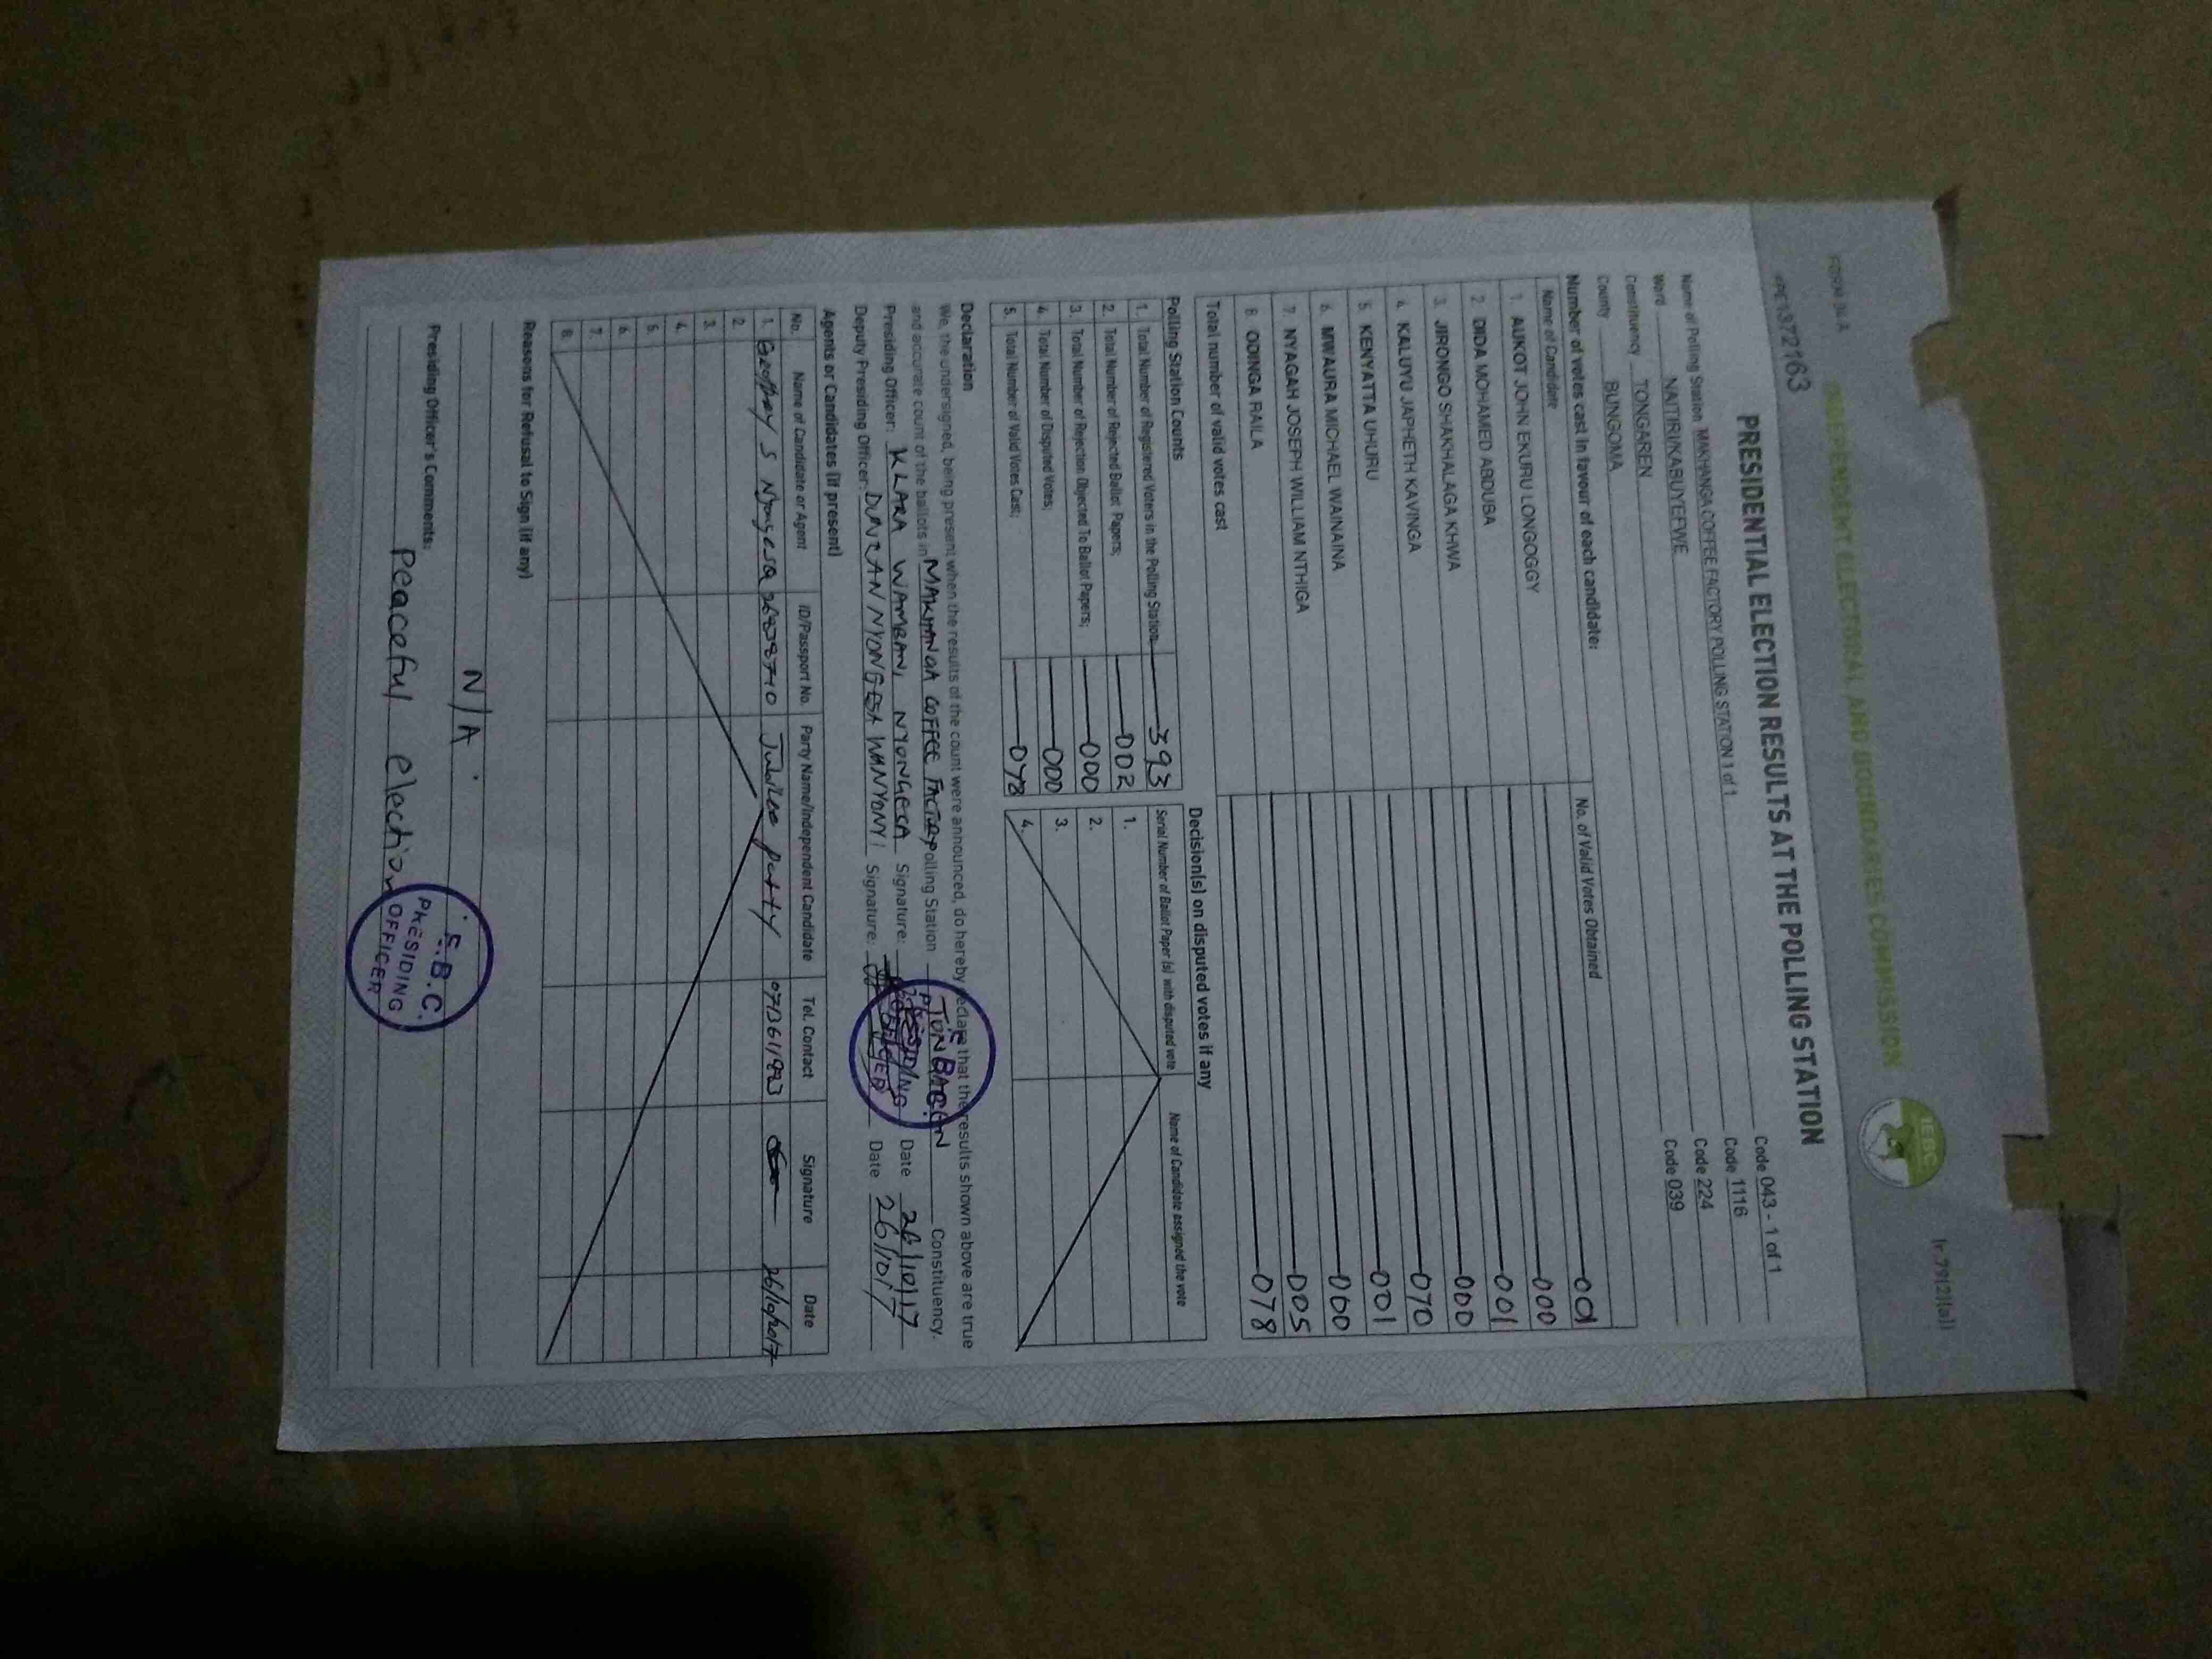 FORM 34 A
INDEPENDENT ELECTORAL AND BOUNDARIES COMMISSION
IEBC
[r.79(2)(a)]
PRESIDENTIAL ELECTION RESULTS AT THE POLLING STATION
Name of Polling Station MAKHANGA COFFEE FACTORY POLLING STATION 1 of 1 Code 043 - 1 of 1
Ward NAITIRI/KABUYEFWE Code 1116
Constituency TONGAREN Code 224
County BUNGOMA Code 039
Number of votes cast in favour of each candidate:
Name of Candidate No. of Valid Votes Obtained
1. AUKOT JOHN EKURU LONGOGGY 001
2. DIDA MOHAMED ABDUBA 000
3. JIRONGO SHAKHALAGA KHWA 001
4. KALUYU JAPHETH KAVINGA 000
5. KENYATTA UHURU 070
6. MWAURA MICHAEL WAINAINA 001
7. NYAGAH JOSEPH WILLIAM NTHIGA 000
8. ODINGA RAILA 005
Total number of valid votes cast 078
Polling Station Counts
1. Total Number of Registered Voters in the Polling Station 393
2. Total Number of Rejected Ballot Papers; 002
3. Total Number of Rejection Objected To Ballot Papers; 000
4. Total Number of Disputed Votes; 000
5. Total Number of Valid Votes Cast; 078
Decision(s) on disputed votes if any
Serial Number of Ballot Paper (s) with disputed vote Name of Candidate assigned the vote
1.
2.
3.
4.
Declaration
We, the undersigned, being present when the results of the count were announced, do hereby declare that the results shown above are true
and accurate count of the ballots in MAKHANGA COFFEE FACTORY Polling Station TONGAREN Constituency.
Presiding Officer: KLARA WAMBANI NYONGESA Signature: Date 26/10/17
Deputy Presiding Officer: DUNCAN NYONGESA WANYONYI Signature: Date 26/10/17
Agents or Candidates (if present)
No. Name of Candidate or Agent ID/Passport No. Party Name/Independent Candidate Tel. Contact Signature Date
1. Geoffrey S Nyongesa Jubilee party 26/10/2017
2.
3.
4.
5.
6.
7.
8.
Reasons for Refusal to Sign (if any)
N/A
Presiding Officer's Comments:
Peaceful election
PRESIDING
OFFICER